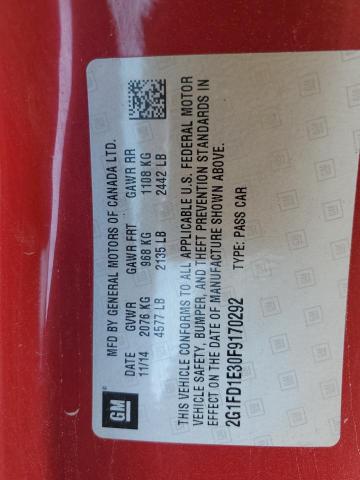 GM
MFD BY GENERAL MOTORS OF CANADA LTD.
DATE GVWR GAWR FRT GAWR RR
11/14 2076 KG 968 KG 1108 KG
4577 LB 2135 LB 2442 LB
THIS VEHICLE CONFORMS TO ALL APPLICABLE U.S. FEDERAL MOTOR
VEHICLE SAFETY, BUMPER, AND THEFT PREVENTION STANDARDS IN
EFFECT ON THE DATE OF MANUFACTURE SHOWN ABOVE.
2G1FD1E30F9170292 TYPE: PASS CAR